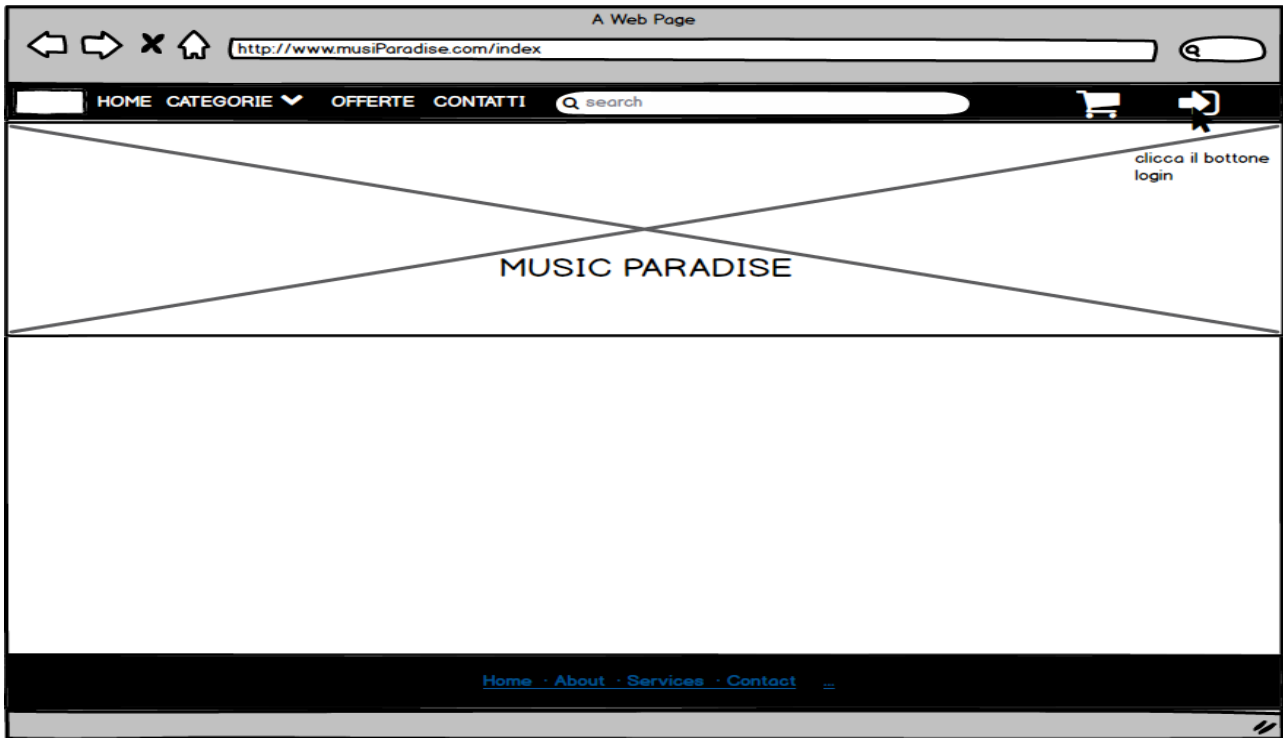 A Web Page
http://www.musiParadise.com/index
HOME CATEGORIE OFFERTE CONTATTI search
clicca il bottone
login
MUSIC PARADISE
Home · About · Services · Contact ...